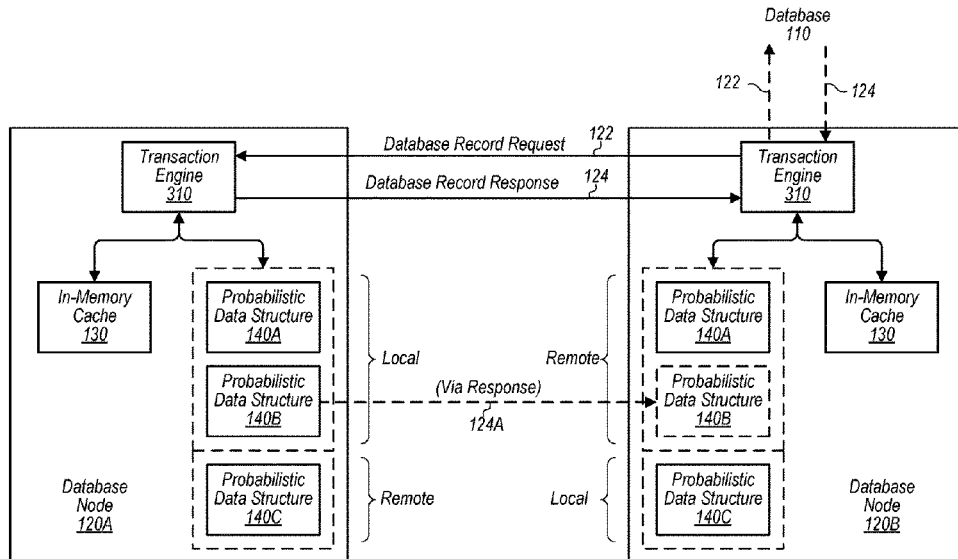 Database
110
122
124
Transaction
Engine
310
Database Record Request
122
Database Record Response
124
Transaction
Engine
310
In-Memory
Cache
130
Probabilistic
Data Structure
140A
Local
Remote
Probabilistic
Data Structure
140A
In-Memory
Cache
130
Probabilistic
Data Structure
140B
(Via Response)
124A
Probabilistic
Data Structure
140B
Database
Node
120A
Probabilistic
Data Structure
140C
Remote
Local
Probabilistic
Data Structure
140C
Database
Node
120B